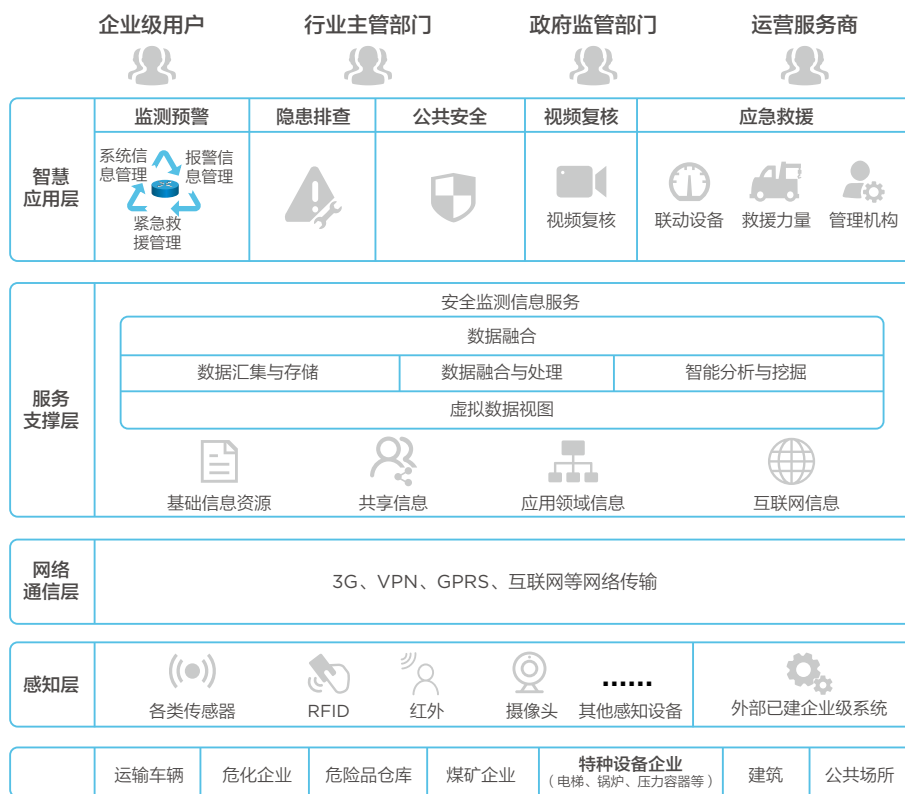 企业级用户 行业主管部门 政府监管部门 运营服务商
监测预警 隐患排查 公共安全 视频复核 应急救援
智慧
应用层
系统信
息管理
报警信
息管理
紧急救
援管理
视频复核 联动设备 救援力量 管理机构
安全监测信息服务
数据融合
数据汇集与存储 数据融合与处理 智能分析与挖掘
虚拟数据视图
服务
支撑层
基础信息资源 共享信息 应用领域信息 互联网信息
网络
通信层
3G、VPN、GPRS、互联网等网络传输
感知层
......
各类传感器 RFID 红外 摄像头 其他感知设备 外部已建企业级系统
运输车辆 危化企业 危险品仓库 煤矿企业 特种设备企业 建筑 公共场所
（电梯、锅炉、压力容器等）